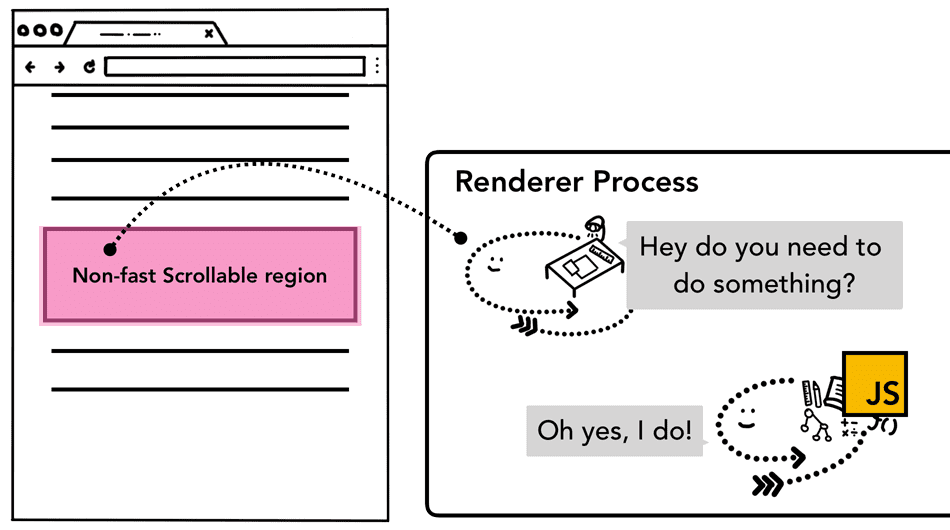 Renderer Process
Non-fast Scrollable region
Hey do you need to
do something?
Oh yes, I do!
JS